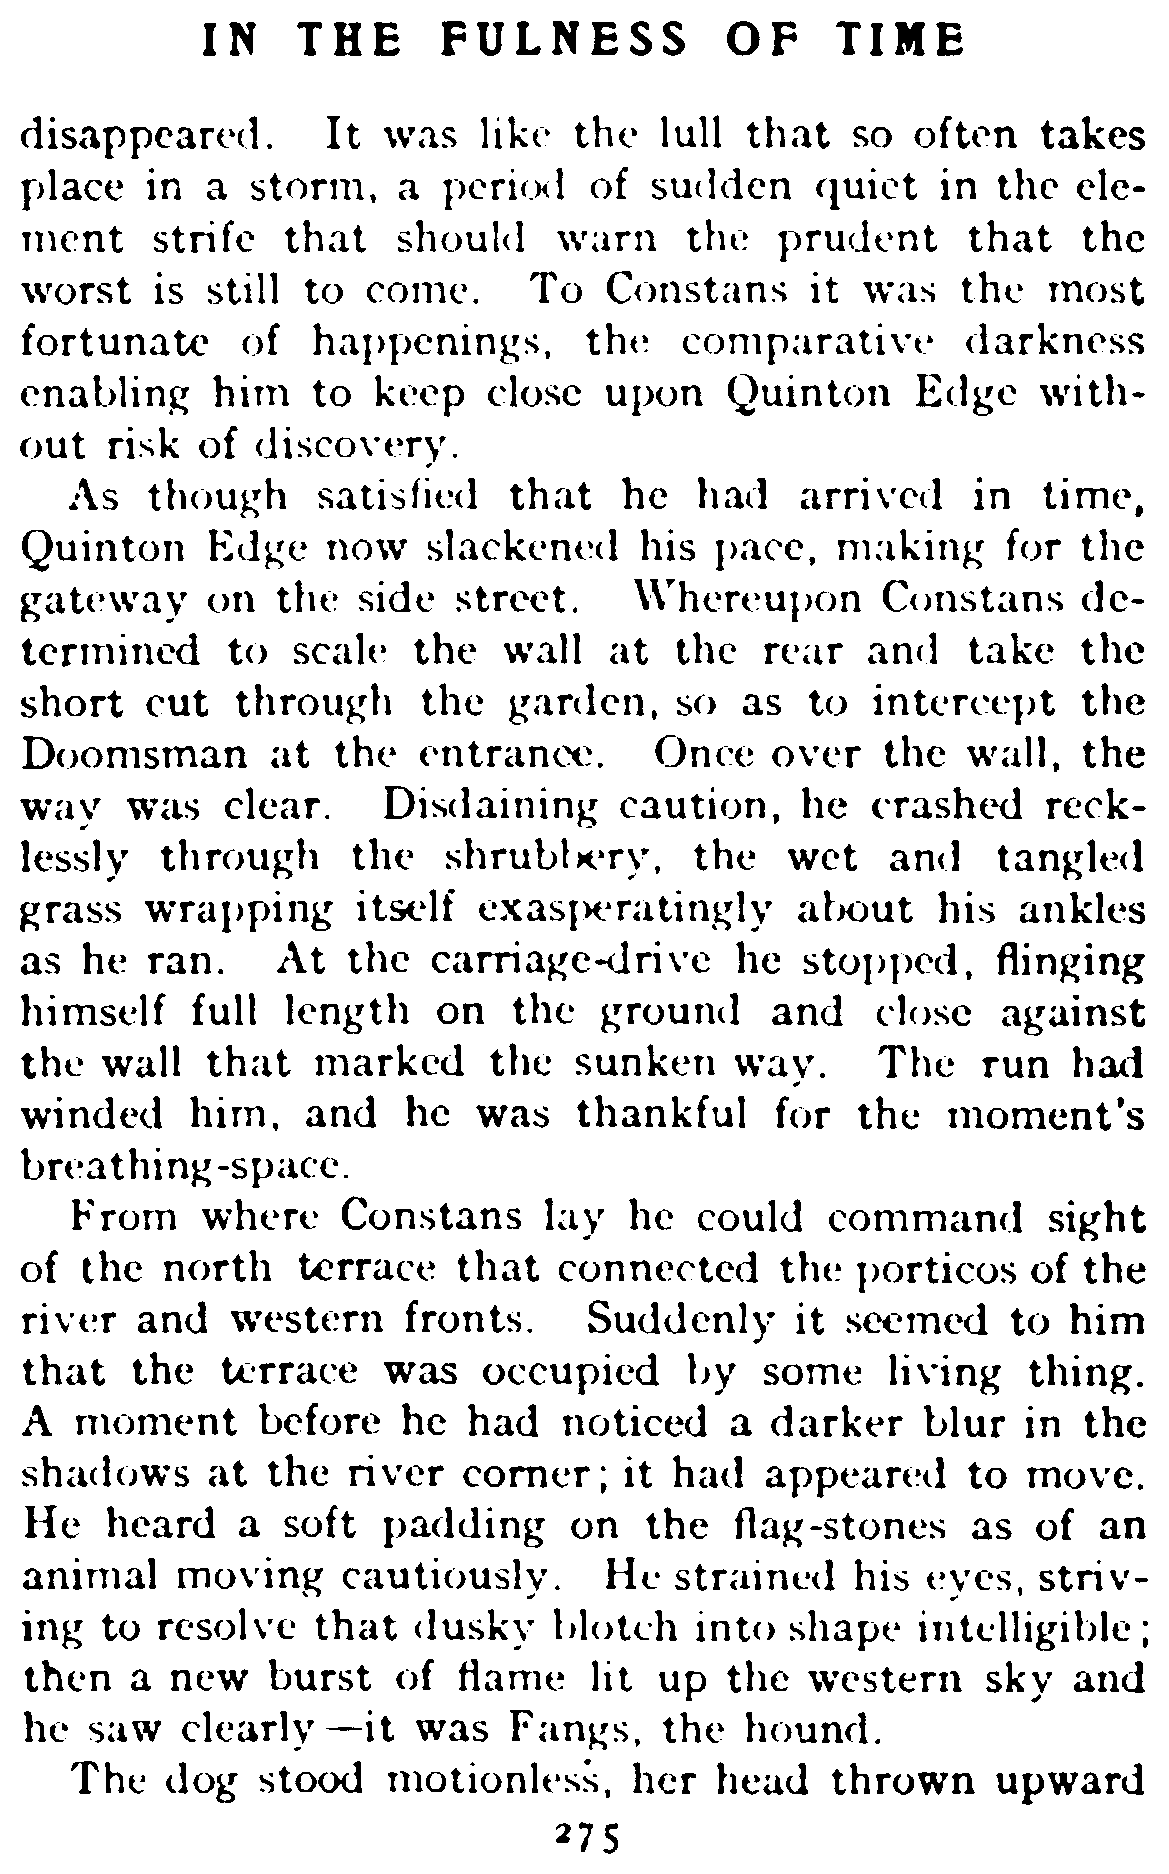 IN THE FULNESS OF TIME
disappeared. It was like the lull that so often takes
place in a storm, a period of sudden quiet in the ele-
ment strife that should warn the prudent that the
worst is still to come. To Constans it was the most
fortunate of happenings, the comparative darkness
enabling him to keep close upon Quinton Edge with-
out risk of discovery.
As though satisfied that he had arrived in time,
Quinton Edge now slackened his pace, making for the
gateway on the side street. Whereupon Constans de-
termined to scale the wall at the rear and take the
short cut through the garden, so as to intercept the
Doomsman at the entrance. Once over the wall, the
way was clear. Disdaining caution, he crashed reck-
lessly through the shrubbery, the wet and tangled
grass wrapping itself exasperatingly about his ankles
as he ran. At the carriage-drive he stopped, flinging
himself full length on the ground and close against
the wall that marked the sunken way. The run had
winded him, and he was thankful for the moment's
breathing-space.
From where Constans lay he could command sight
of the north terrace that connected the porticos of the
river and western fronts. Suddenly it seemed to him
that the terrace was occupied by some living thing.
A moment before he had noticed a darker blur in the
shadows at the river corner; it had appeared to move.
He heard a soft padding on the flag-stones as of an
animal moving cautiously. He strained his eyes, striv-
ing to resolve that dusky blotch into shape intelligible;
then a new burst of flame lit up the western sky and
he saw clearly—it was Fangs, the hound.
The dog stood motionless, her head thrown upward
275